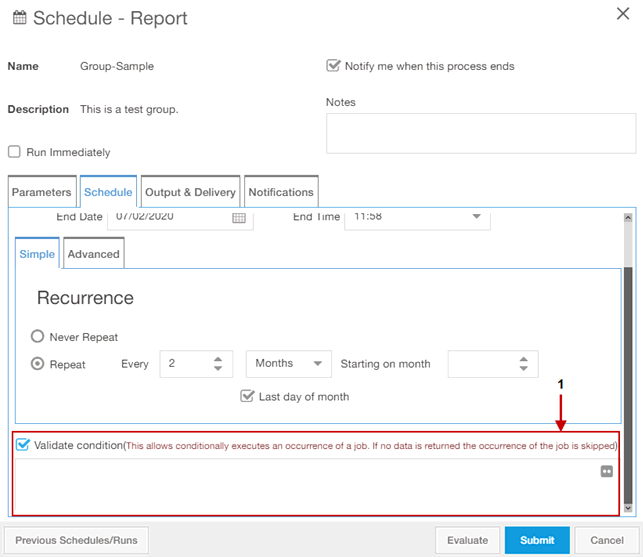 Schedule - Report
Name Group-Sample
Notify me when this process ends
Description This is a test group.
Notes
Run Immediately
Parameters Schedule Output & Delivery Notifications
End Date 07/02/2020 End Time 11:58
Simple Advanced
Recurrence
Never Repeat
Repeat Every 2 Months Starting on month
Last day of month
1
Validate condition(This allows conditionally executes an occurrence of a job. If no data is returned the occurrence of the job is skipped)
Previous Schedules/Runs Evaluate Submit Cancel